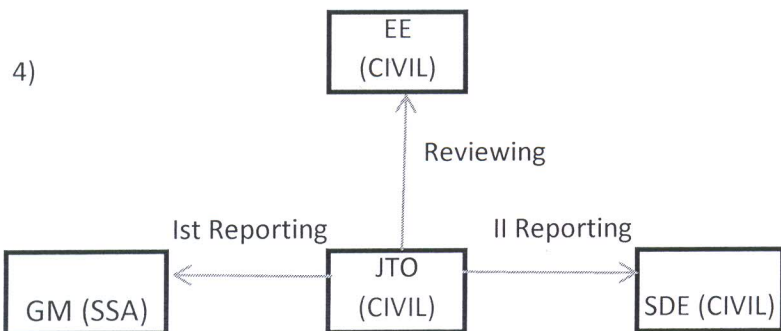 EE
(CIVIL)
4)
Reviewing
Ist Reporting
II Reporting
JTO
(CIVIL)
GM (SSA)
SDE (CIVIL)